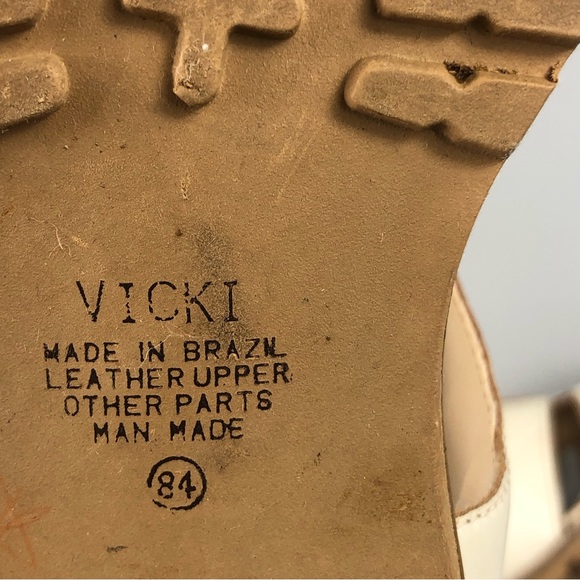 VICKI
MADE IN BRAZIL
LEATHER UPPER
OTHER PARTS
MAN MADE
84